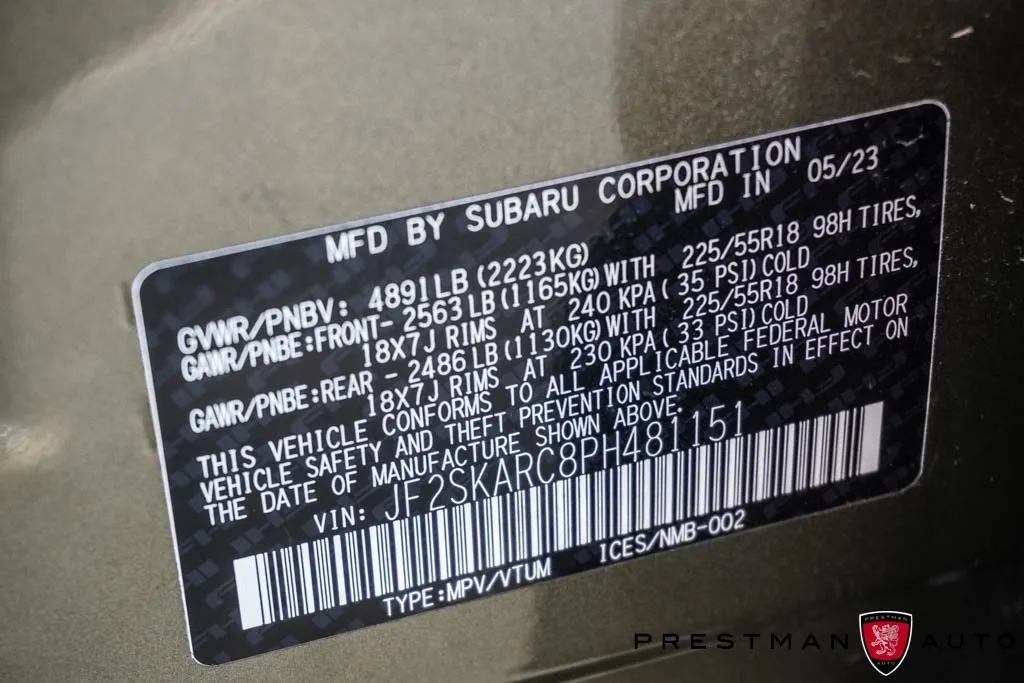 MFD BY SUBARU CORPORATION
MFD IN 05/23
GVWR/PNBV: 4891LB (2223KG)
GAWR/PNBE:FRONT- 2563LB (1165KG) WITH 225/55R18 98H TIRES,
18X7J RIMS AT 240 KPA ( 35 PSI) COLD
GAWR/PNBE:REAR - 2486LB (1130KG) WITH 225/55R18 98H TIRES,
18X7J RIMS AT 230 KPA ( 33 PSI) COLD
THIS VEHICLE CONFORMS TO ALL APPLICABLE FEDERAL MOTOR
VEHICLE SAFETY AND THEFT PREVENTION STANDARDS IN EFFECT ON
THE DATE OF MANUFACTURE SHOWN ABOVE.
VIN: JF2SKARC8PH481151
TYPE:MPV/VTUM ICES/NMB-002
PRESTMAN AUTO
PRESTMAN
AUTO